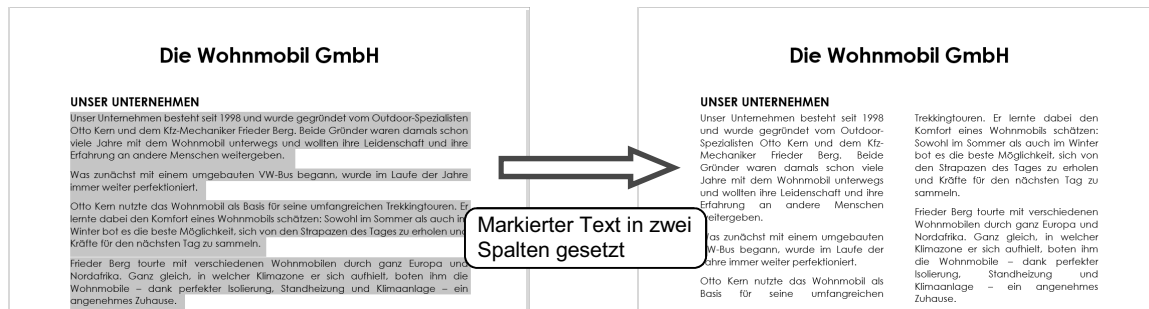 Die Wohnmobil GmbH
UNSER UNTERNEHMEN
Unser Unternehmen besteht seit 1998 und wurde gegründet vom Outdoor-Spezialisten
Otto Kern und dem Kfz-Mechaniker Frieder Berg. Beide Gründer waren damals schon
viele Jahre mit dem Wohnmobil unterwegs und wollten ihre Leidenschaft und ihre
Erfahrung an andere Menschen weitergeben.
Was zunächst mit einem umgebauten VW-Bus begann, wurde im Laufe der Jahre
immer weiter perfektioniert.
Otto Kern nutzte das Wohnmobil als Basis für seine umfangreichen Trekkingtouren. Er
lernte dabei den Komfort eines Wohnmobils schätzen: Sowohl im Sommer als auch im
Winter bot es die beste Möglichkeit, sich von den Strapazen des Tages zu erholen und
Kräfte für den nächsten Tag zu sammeln.
Frieder Berg tourte mit verschiedenen Wohnmobilen durch ganz Europa und
Nordafrika. Ganz gleich, in welcher Klimazone er sich aufhielt, boten ihm die
Wohnmobile – dank perfekter Isolierung, Standheizung und Klimaanlage – ein
angenehmes Zuhause.
Markierter Text in zwei
Spalten gesetzt
Die Wohnmobil GmbH
UNSER UNTERNEHMEN
Unser Unternehmen besteht seit 1998
und wurde gegründet vom Outdoor-
Spezialisten Otto Kern und dem Kfz-
Mechaniker Frieder Berg. Beide
Gründer waren damals schon viele
Jahre mit dem Wohnmobil unterwegs
und wollten ihre Leidenschaft und ihre
Erfahrung an andere Menschen
weitergeben.
Was zunächst mit einem umgebauten
VW-Bus begann, wurde im Laufe der
Jahre immer weiter perfektioniert.
Otto Kern nutzte das Wohnmobil als
Basis für seine umfangreichen
Trekkingtouren. Er lernte dabei den
Komfort eines Wohnmobils schätzen:
Sowohl im Sommer als auch im Winter
bot es die beste Möglichkeit, sich von
den Strapazen des Tages zu erholen
und Kräfte für den nächsten Tag zu
sammeln.
Frieder Berg tourte mit verschiedenen
Wohnmobilen durch ganz Europa und
Nordafrika. Ganz gleich, in welcher
Klimazone er sich aufhielt, boten ihm
die Wohnmobile – dank perfekter
Isolierung, Standheizung und
Klimaanlage – ein angenehmes
Zuhause.